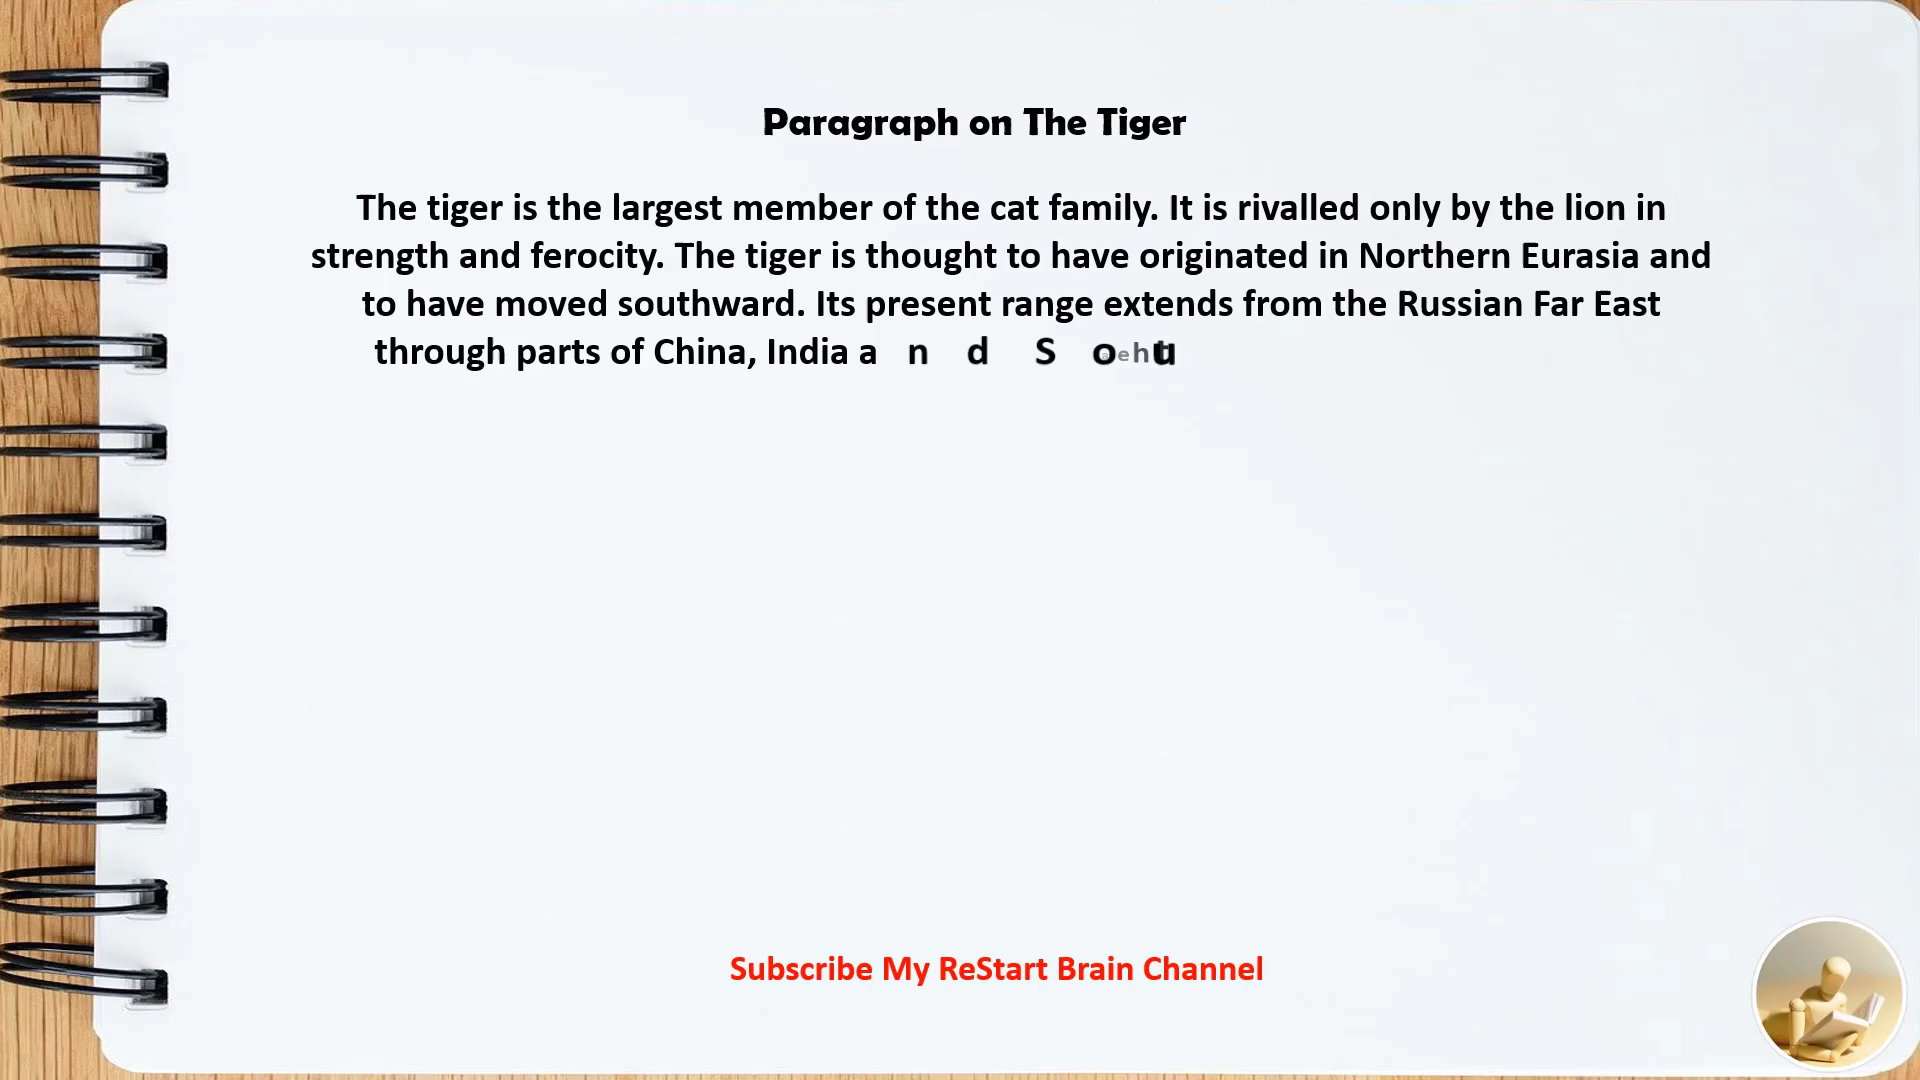 Paragraph on The Tiger
The tiger is the largest member of the cat family. It is rivalled only by the lion in
strength and ferocity. The tiger is thought to have originated in Northern Eurasia and
to have moved southward. Its present range extends from the Russian Far East
through parts of China, India and
Subscribe My ReStart Brain Channel